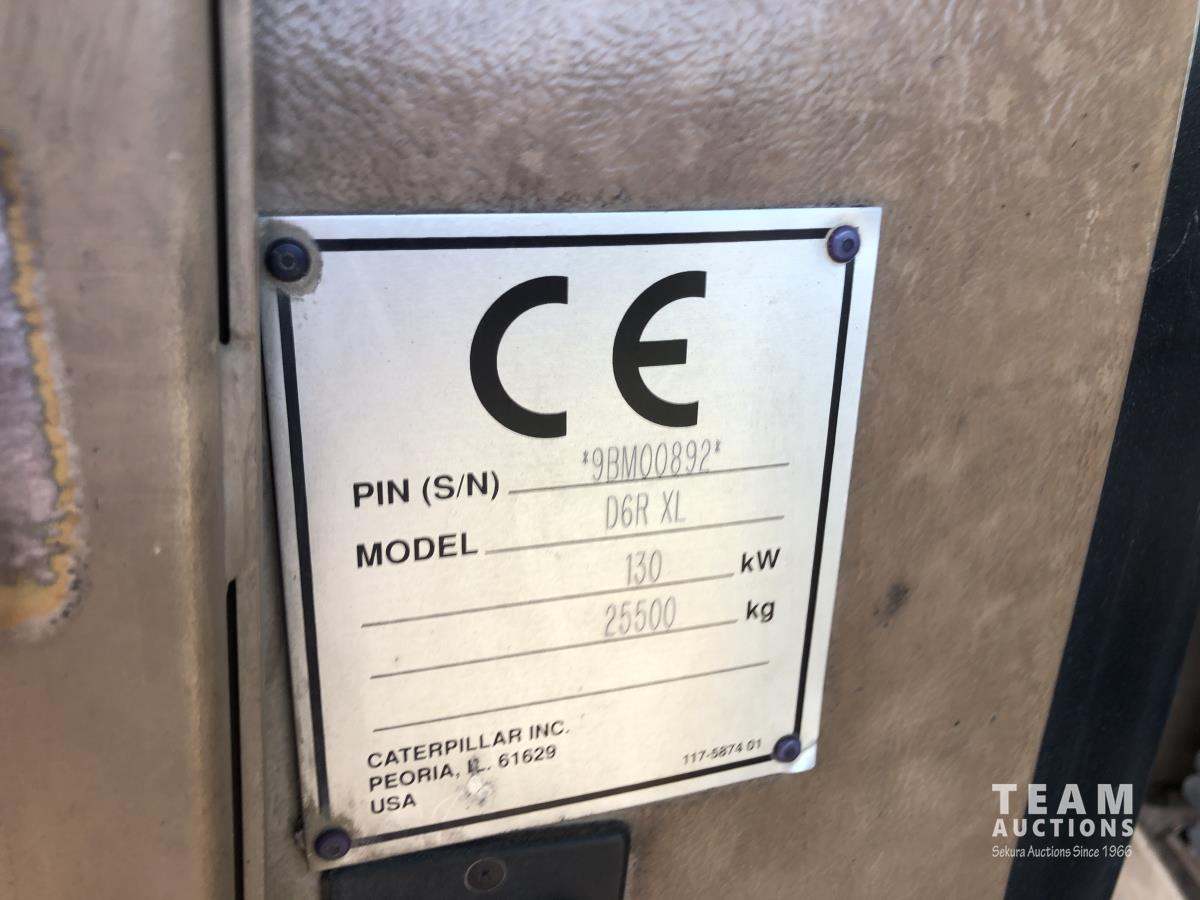 CE
PIN (S/N) *9BM00892*
MODEL D6R XL
130 kW
25500 kg
CATERPILLAR INC.
PEORIA, IL. 61629
USA
117-5874 01
TEAM
AUCTIONS
Sekura Auctions Since 1966